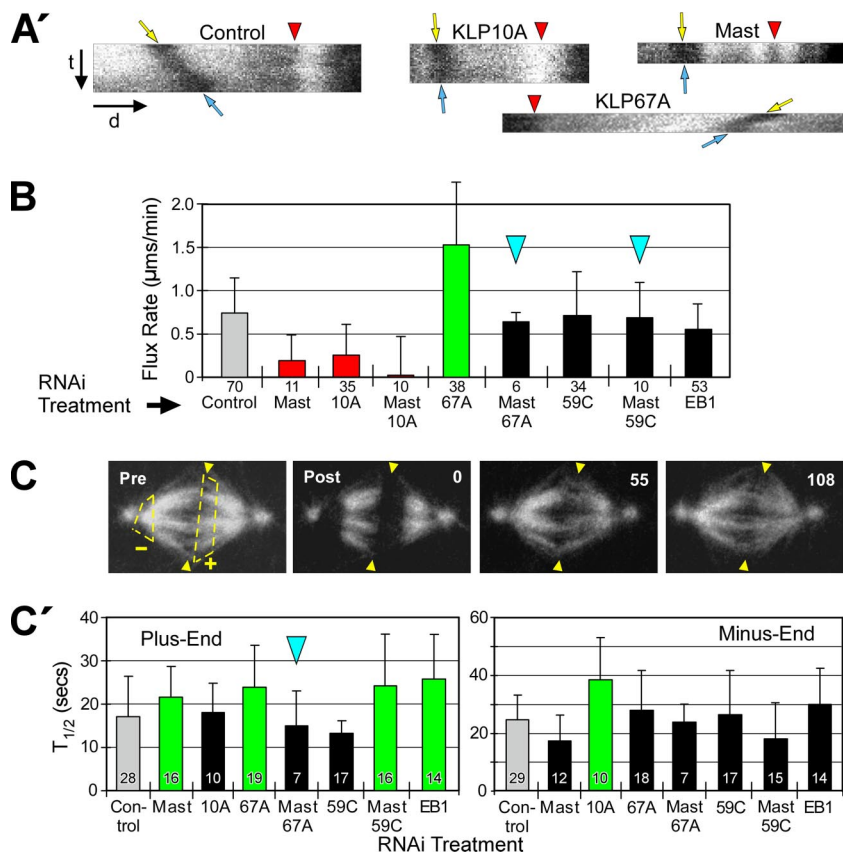 A′
Control
KLP10A
Mast
KLP67A
t
d
B
Flux Rate (μms/min)
2.0
1.5
1.0
0.5
0
RNAi
Treatment
70 11 35 10 38 6 34 10 53
Control Mast 10A Mast 67A Mast 59C Mast EB1
10A 67A 59C
C
Pre
Post 0
55
108
−
+
C′
Plus-End
T1/2 (secs)
40
30
20
10
0
28 16 10 19 7 17 16 14
Con- Mast 10A 67A Mast 59C Mast EB1
trol 67A 59C
Minus-End
60
40
20
0
29 12 10 18 7 17 15 14
Con- Mast 10A 67A Mast 59C Mast EB1
trol 67A 59C
RNAi Treatment